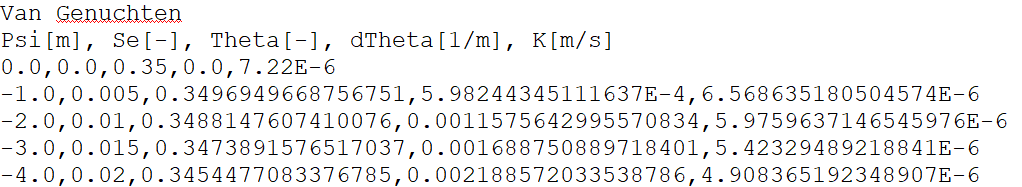 Van Genuchten
Psi[m], Se[-], Theta[-], dTheta[1/m], K[m/s]
0.0,0.0,0.35,0.0,7.22E-6
-1.0,0.005,0.3496949668756751,5.98244345111637E-4,6.568635180504574E-6
-2.0,0.01,0.3488147607410076,0.0011575642995570834,5.9759637146545976E-6
-3.0,0.015,0.3473891576517037,0.001688750889718401,5.42329489218841E-6
-4.0,0.02,0.3454477083376785,0.002188572033538786,4.908365192348907E-6